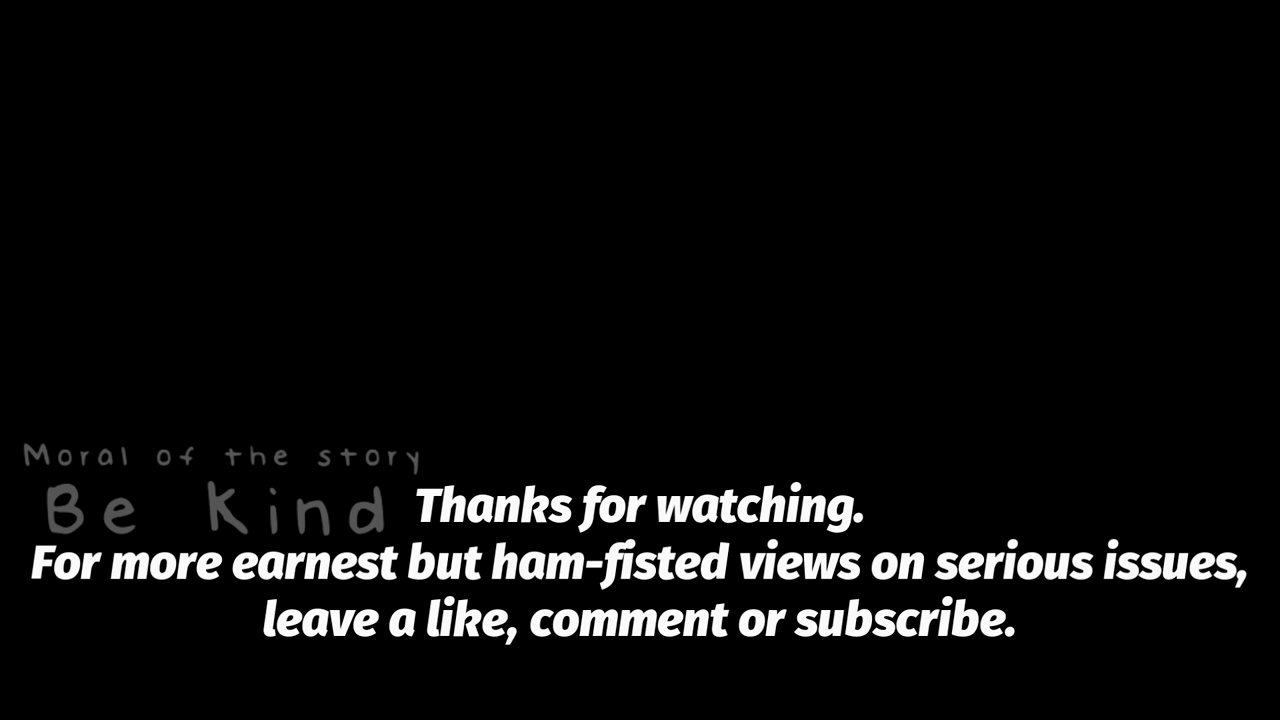 Moral of the story
Be Kind
Thanks for watching.
For more earnest but ham-fisted views on serious issues,
leave a like, comment or subscribe.